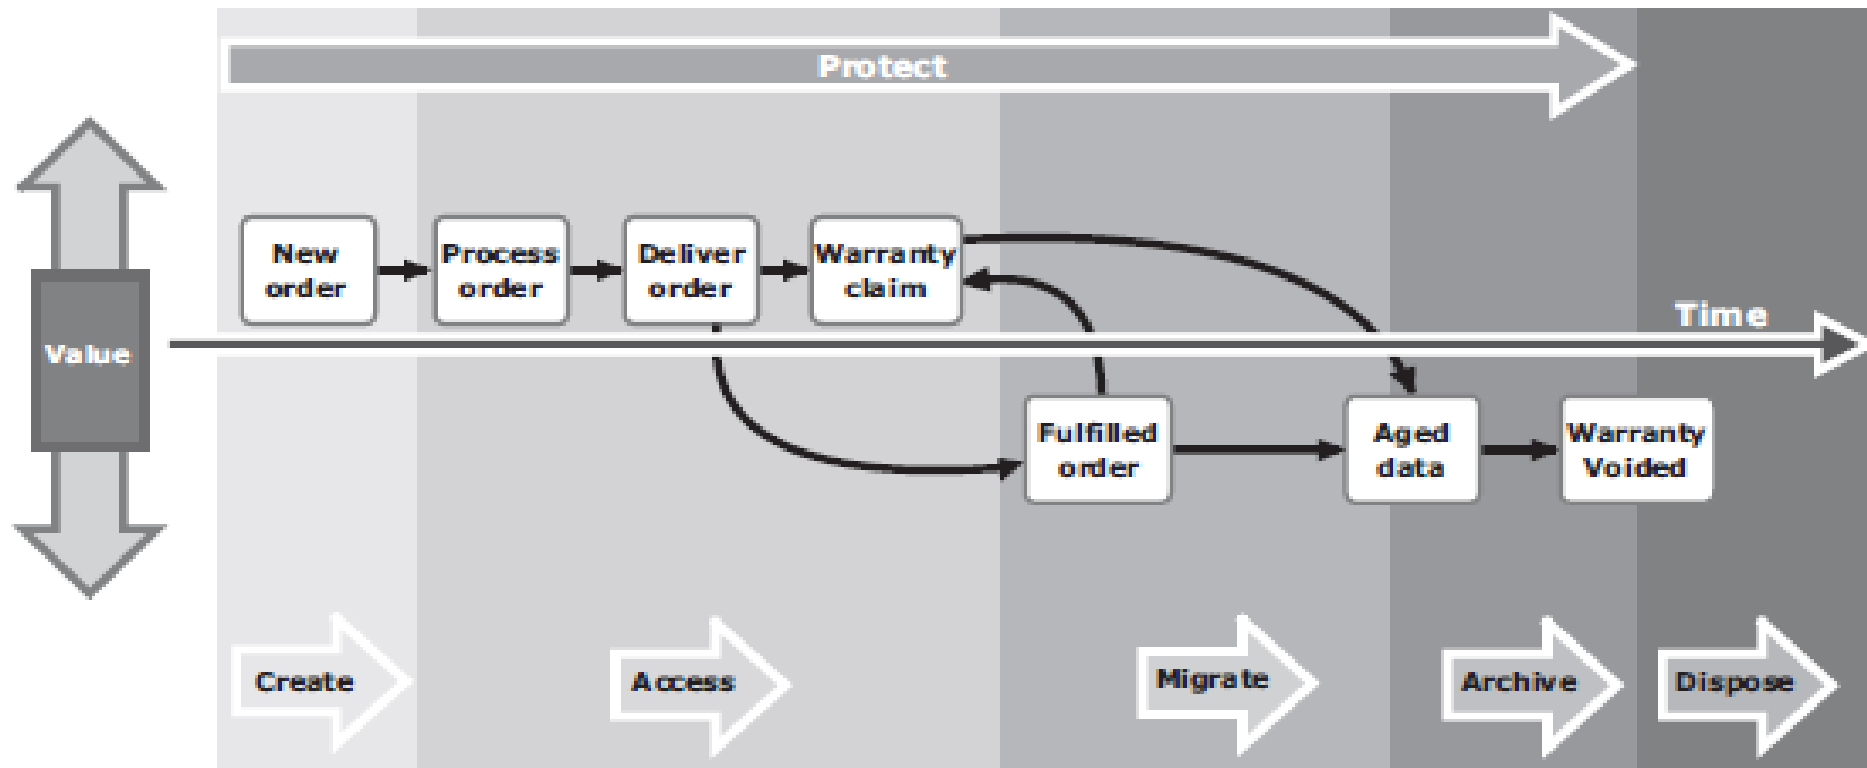 Protect
New
order
Process
order
Deliver
order
Warranty
claim
Time
Value
Fulfilled
order
Aged
data
Warranty
Voided
Create
Access
Migrate
Archive
Dispose